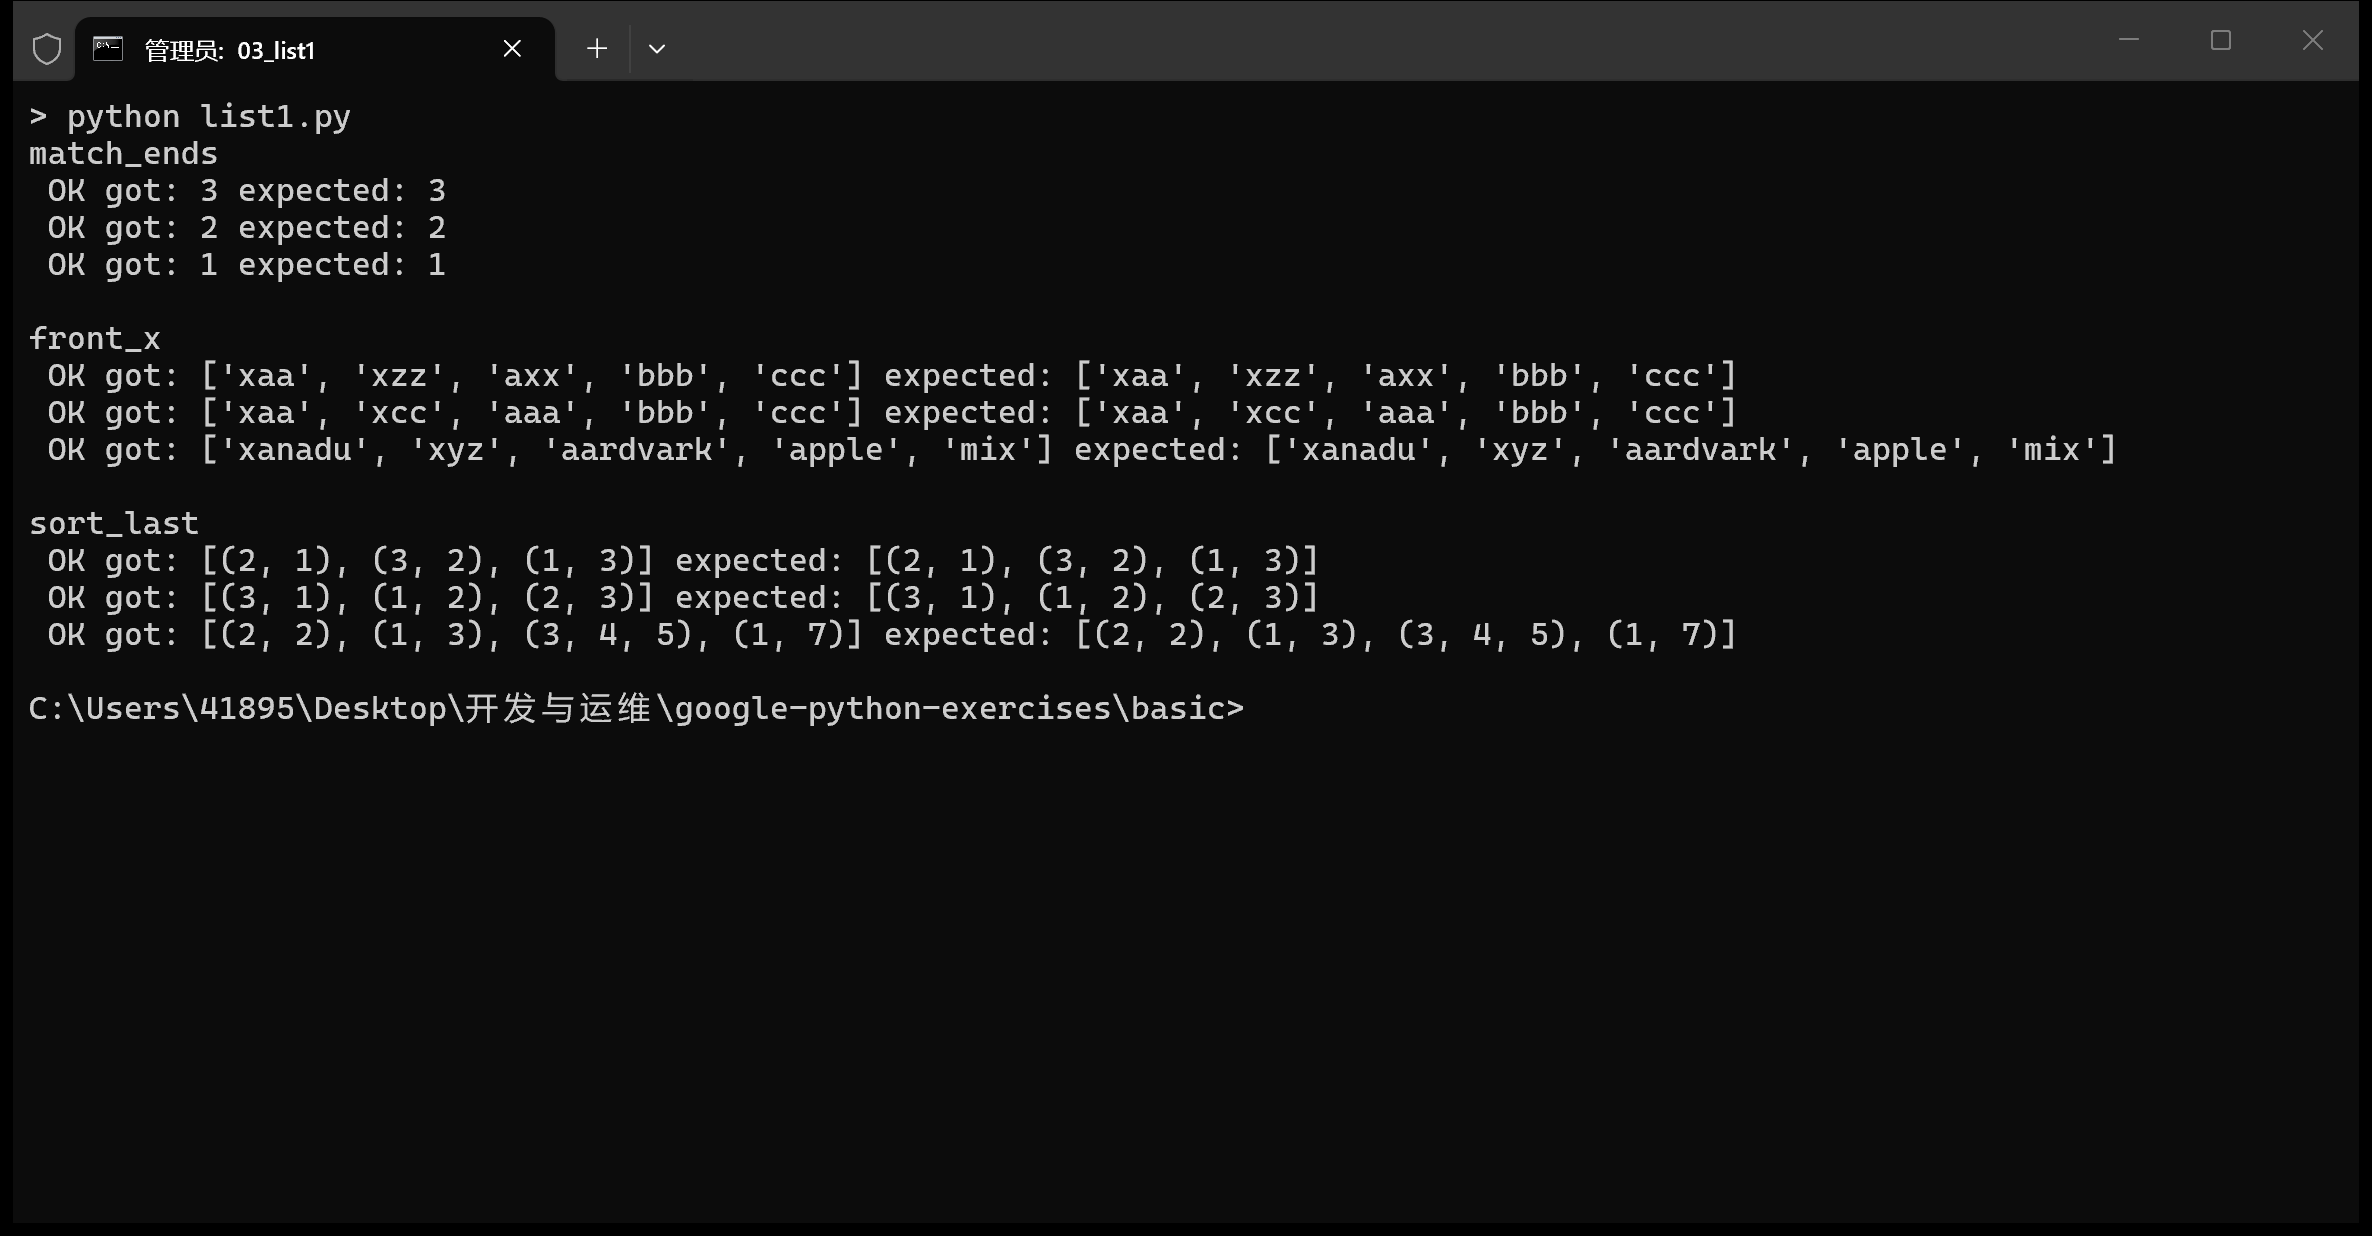 管理员: 03_list1
> python list1.py
match_ends
 OK got: 3 expected: 3
 OK got: 2 expected: 2
 OK got: 1 expected: 1

front_x
 OK got: ['xaa', 'xzz', 'axx', 'bbb', 'ccc'] expected: ['xaa', 'xzz', 'axx', 'bbb', 'ccc']
 OK got: ['xaa', 'xcc', 'aaa', 'bbb', 'ccc'] expected: ['xaa', 'xcc', 'aaa', 'bbb', 'ccc']
 OK got: ['xanadu', 'xyz', 'aardvark', 'apple', 'mix'] expected: ['xanadu', 'xyz', 'aardvark', 'apple', 'mix']

sort_last
 OK got: [(2, 1), (3, 2), (1, 3)] expected: [(2, 1), (3, 2), (1, 3)]
 OK got: [(3, 1), (1, 2), (2, 3)] expected: [(3, 1), (1, 2), (2, 3)]
 OK got: [(2, 2), (1, 3), (3, 4, 5), (1, 7)] expected: [(2, 2), (1, 3), (3, 4, 5), (1, 7)]

C:\Users\41895\Desktop\开发与运维\google-python-exercises\basic>